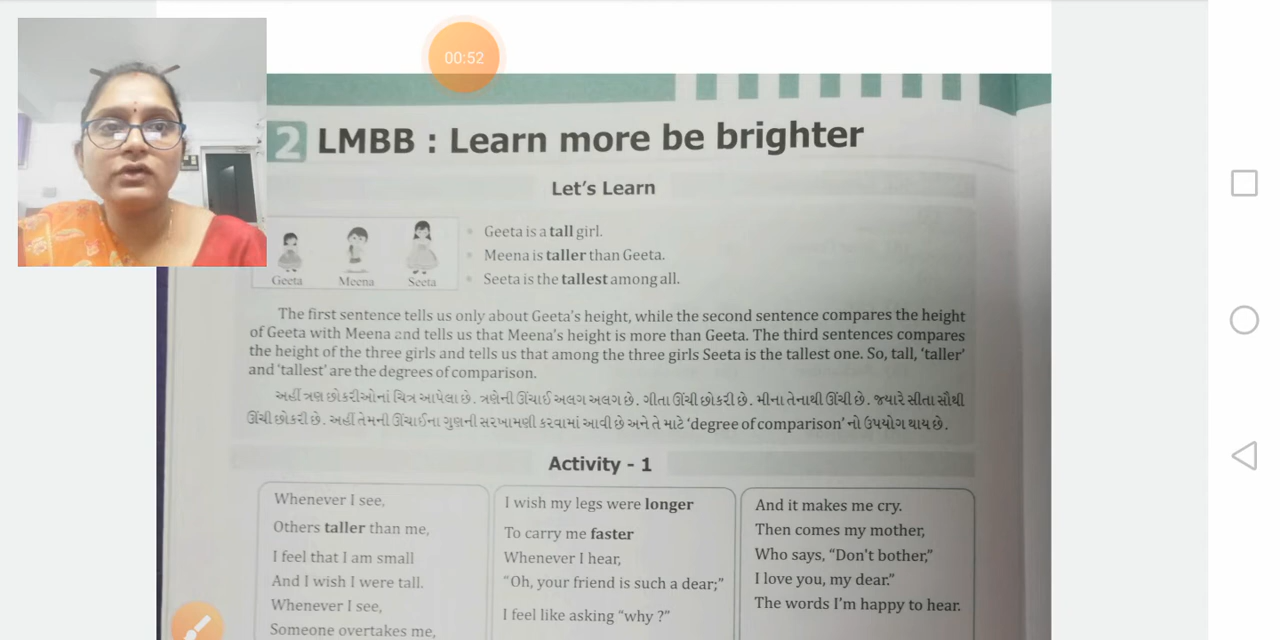 00:52
2 LMBB : Learn more be brighter
Let's Learn
Geeta is a tall girl.
Meena is taller than Geeta.
Seeta is the tallest among all.
Geeta Meena Seeta
The first sentence tells us only about Geeta's height, while the second sentence compares the height
of Geeta with Meena and tells us that Meena's height is more than Geeta. The third sentences compares
the height of the three girls and tells us that among the three girls Seeta is the tallest one. So, tall, 'taller'
and 'tallest' are the degrees of comparison.
અહીં ત્રણ છોકરીઓનાં ચિત્ર આપેલા છે. ત્રણેની ઊંચાઈ અલગ અલગ છે. ગીતા ઊંચી છોકરી છે. મીના તેનાથી ઊંચી છે. જ્યારે સીતા સૌથી
ઊંચી છોકરી છે. અહીં તેમની ઊંચાઈના ગુણની સરખામણી કરવામાં આવી છે અને તે માટે 'degree of comparison' નો ઉપયોગ થાય છે.
Activity - 1
Whenever I see,
Others taller than me,
I feel that I am small
And I wish I were tall.
Whenever I see,
Someone overtakes me,
I wish my legs were longer
To carry me faster
Whenever I hear,
"Oh, your friend is such a dear;"
I feel like asking "why ?"
And it makes me cry.
Then comes my mother,
Who says, "Don't bother,"
I love you, my dear."
The words I'm happy to hear.